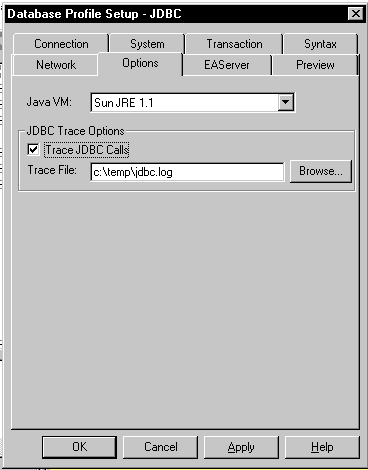 Database Profile Setup - JDBC
Connection System Transaction Syntax
Network Options EAServer Preview
Java VM: Sun JRE 1.1
JDBC Trace Options
Trace JDBC Calls
Trace File: c:\temp\jdbc.log Browse...
OK Cancel Apply Help